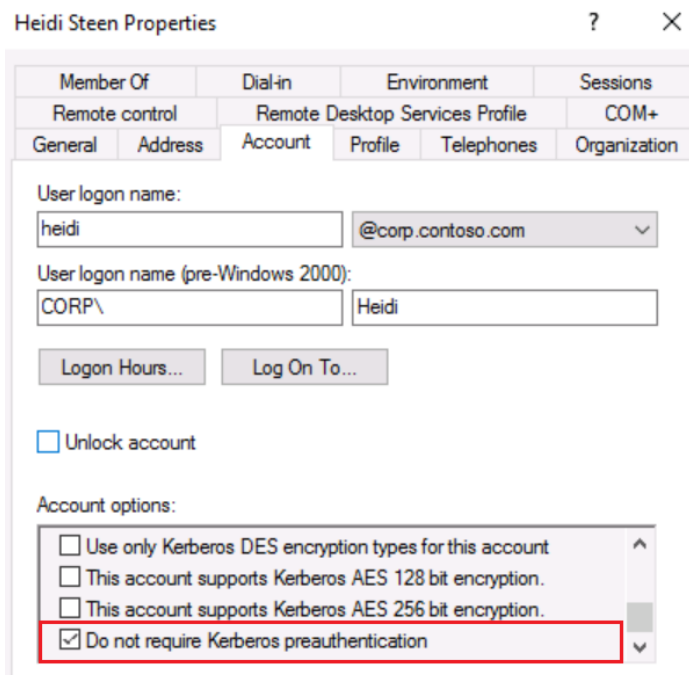 Heidi Steen Properties ? ×
Member Of Dial-in Environment Sessions
Remote control Remote Desktop Services Profile COM+
General Address Account Profile Telephones Organization
User logon name:
heidi @corp.contoso.com
User logon name (pre-Windows 2000):
CORP\ Heidi
Logon Hours... Log On To...
Unlock account
Account options:
Use only Kerberos DES encryption types for this account
This account supports Kerberos AES 128 bit encryption.
This account supports Kerberos AES 256 bit encryption.
Do not require Kerberos preauthentication